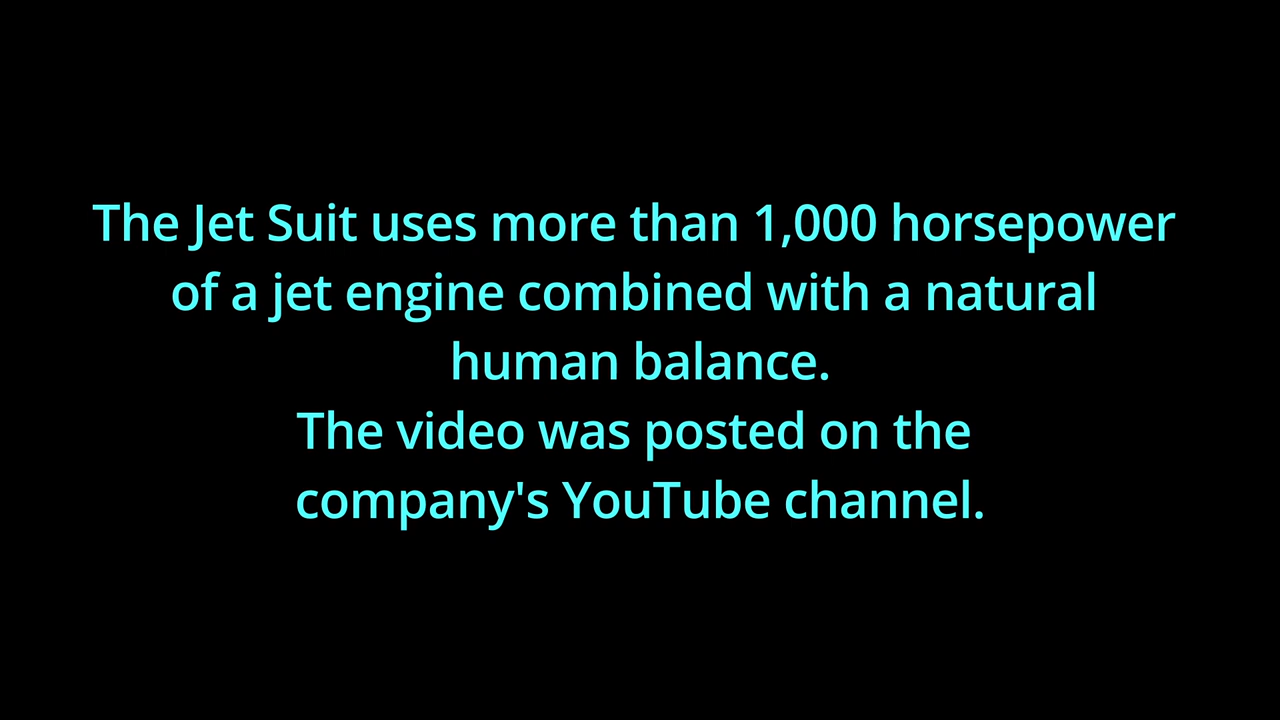 The Jet Suit uses more than 1,000 horsepower
of a jet engine combined with a natural
human balance.
The video was posted on the
company's YouTube channel.